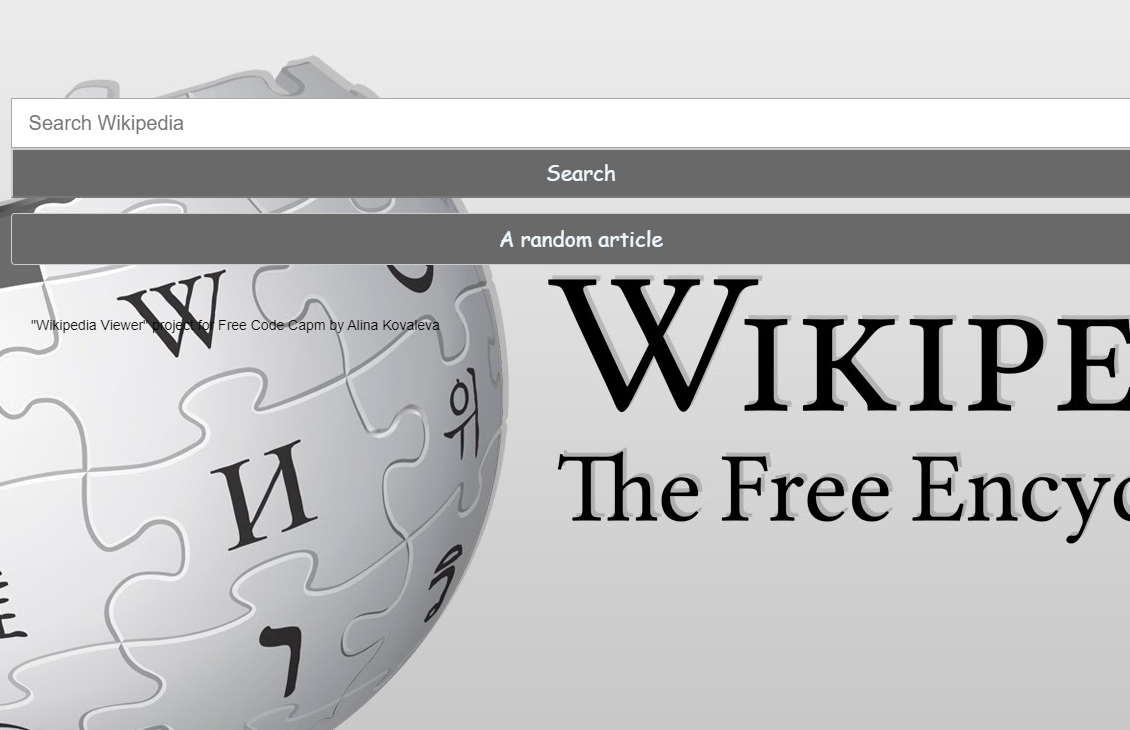 Search Wikipedia
Search
A random article
"Wikipedia Viewer" project for Free Code Capm by Alina Kovaleva
WIKIPE
The Free Encyc
W
И
위
ר